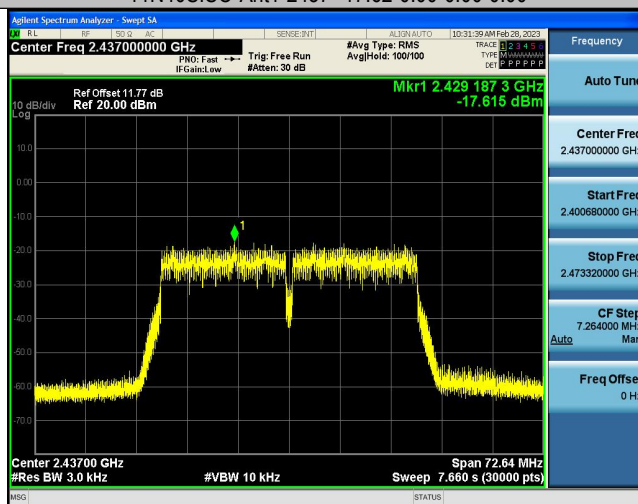 Agilent Spectrum Analyzer - Swept SA
RL RF 50 Ω AC SENSE:INT ALIGN AUTO 10:31:39 AM Feb 28, 2023
Center Freq 2.437000000 GHz
PNO: Fast
IFGain:Low
Trig: Free Run
#Atten: 30 dB
#Avg Type: RMS
Avg|Hold: 100/100
TRACE 1 2 3 4 5 6
TYPE M
DET P P P P P P
Frequency
Auto Tune
Ref Offset 11.77 dB
Ref 20.00 dBm
Mkr1 2.429 187 3 GHz
-17.615 dBm
10 dB/div
Log
10.0
0.00
-10.0
-20.0
-30.0
-40.0
-50.0
-60.0
-70.0
1
Center Freq
2.437000000 GH
Start Freq
2.400680000 GH
Stop Freq
2.473320000 GH
CF Step
7.264000 MH
Auto Ma
Freq Offse
0 H
Center 2.43700 GHz
Span 72.64 MHz
#Res BW 3.0 kHz
#VBW 10 kHz
Sweep 7.660 s (30000 pts)
MSG
STATUS